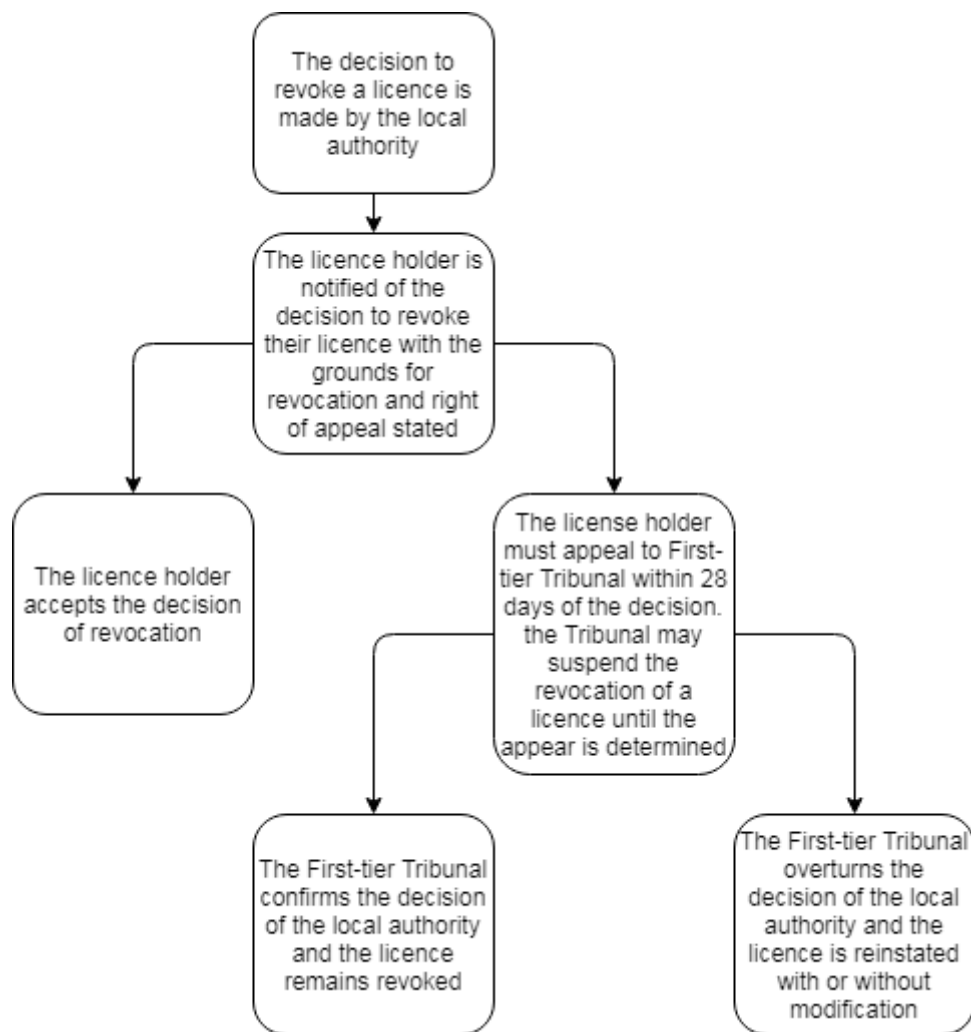 The decision to
revoke a licence is
made by the local
authority
The licence holder is
notified of the
decision to revoke
their licence with the
grounds for
revocation and right
of appeal stated
The licence holder
accepts the decision
of revocation
The license holder
must appeal to First-
tier Tribunal within 28
days of the decision.
the Tribunal may
suspend the
revocation of a
licence until the
appear is determined
The First-tier Tribunal
confirms the decision
of the local authority
and the licence
remains revoked
The First-tier Tribunal
overturns the
decision of the local
authority and the
licence is reinstated
with or without
modification